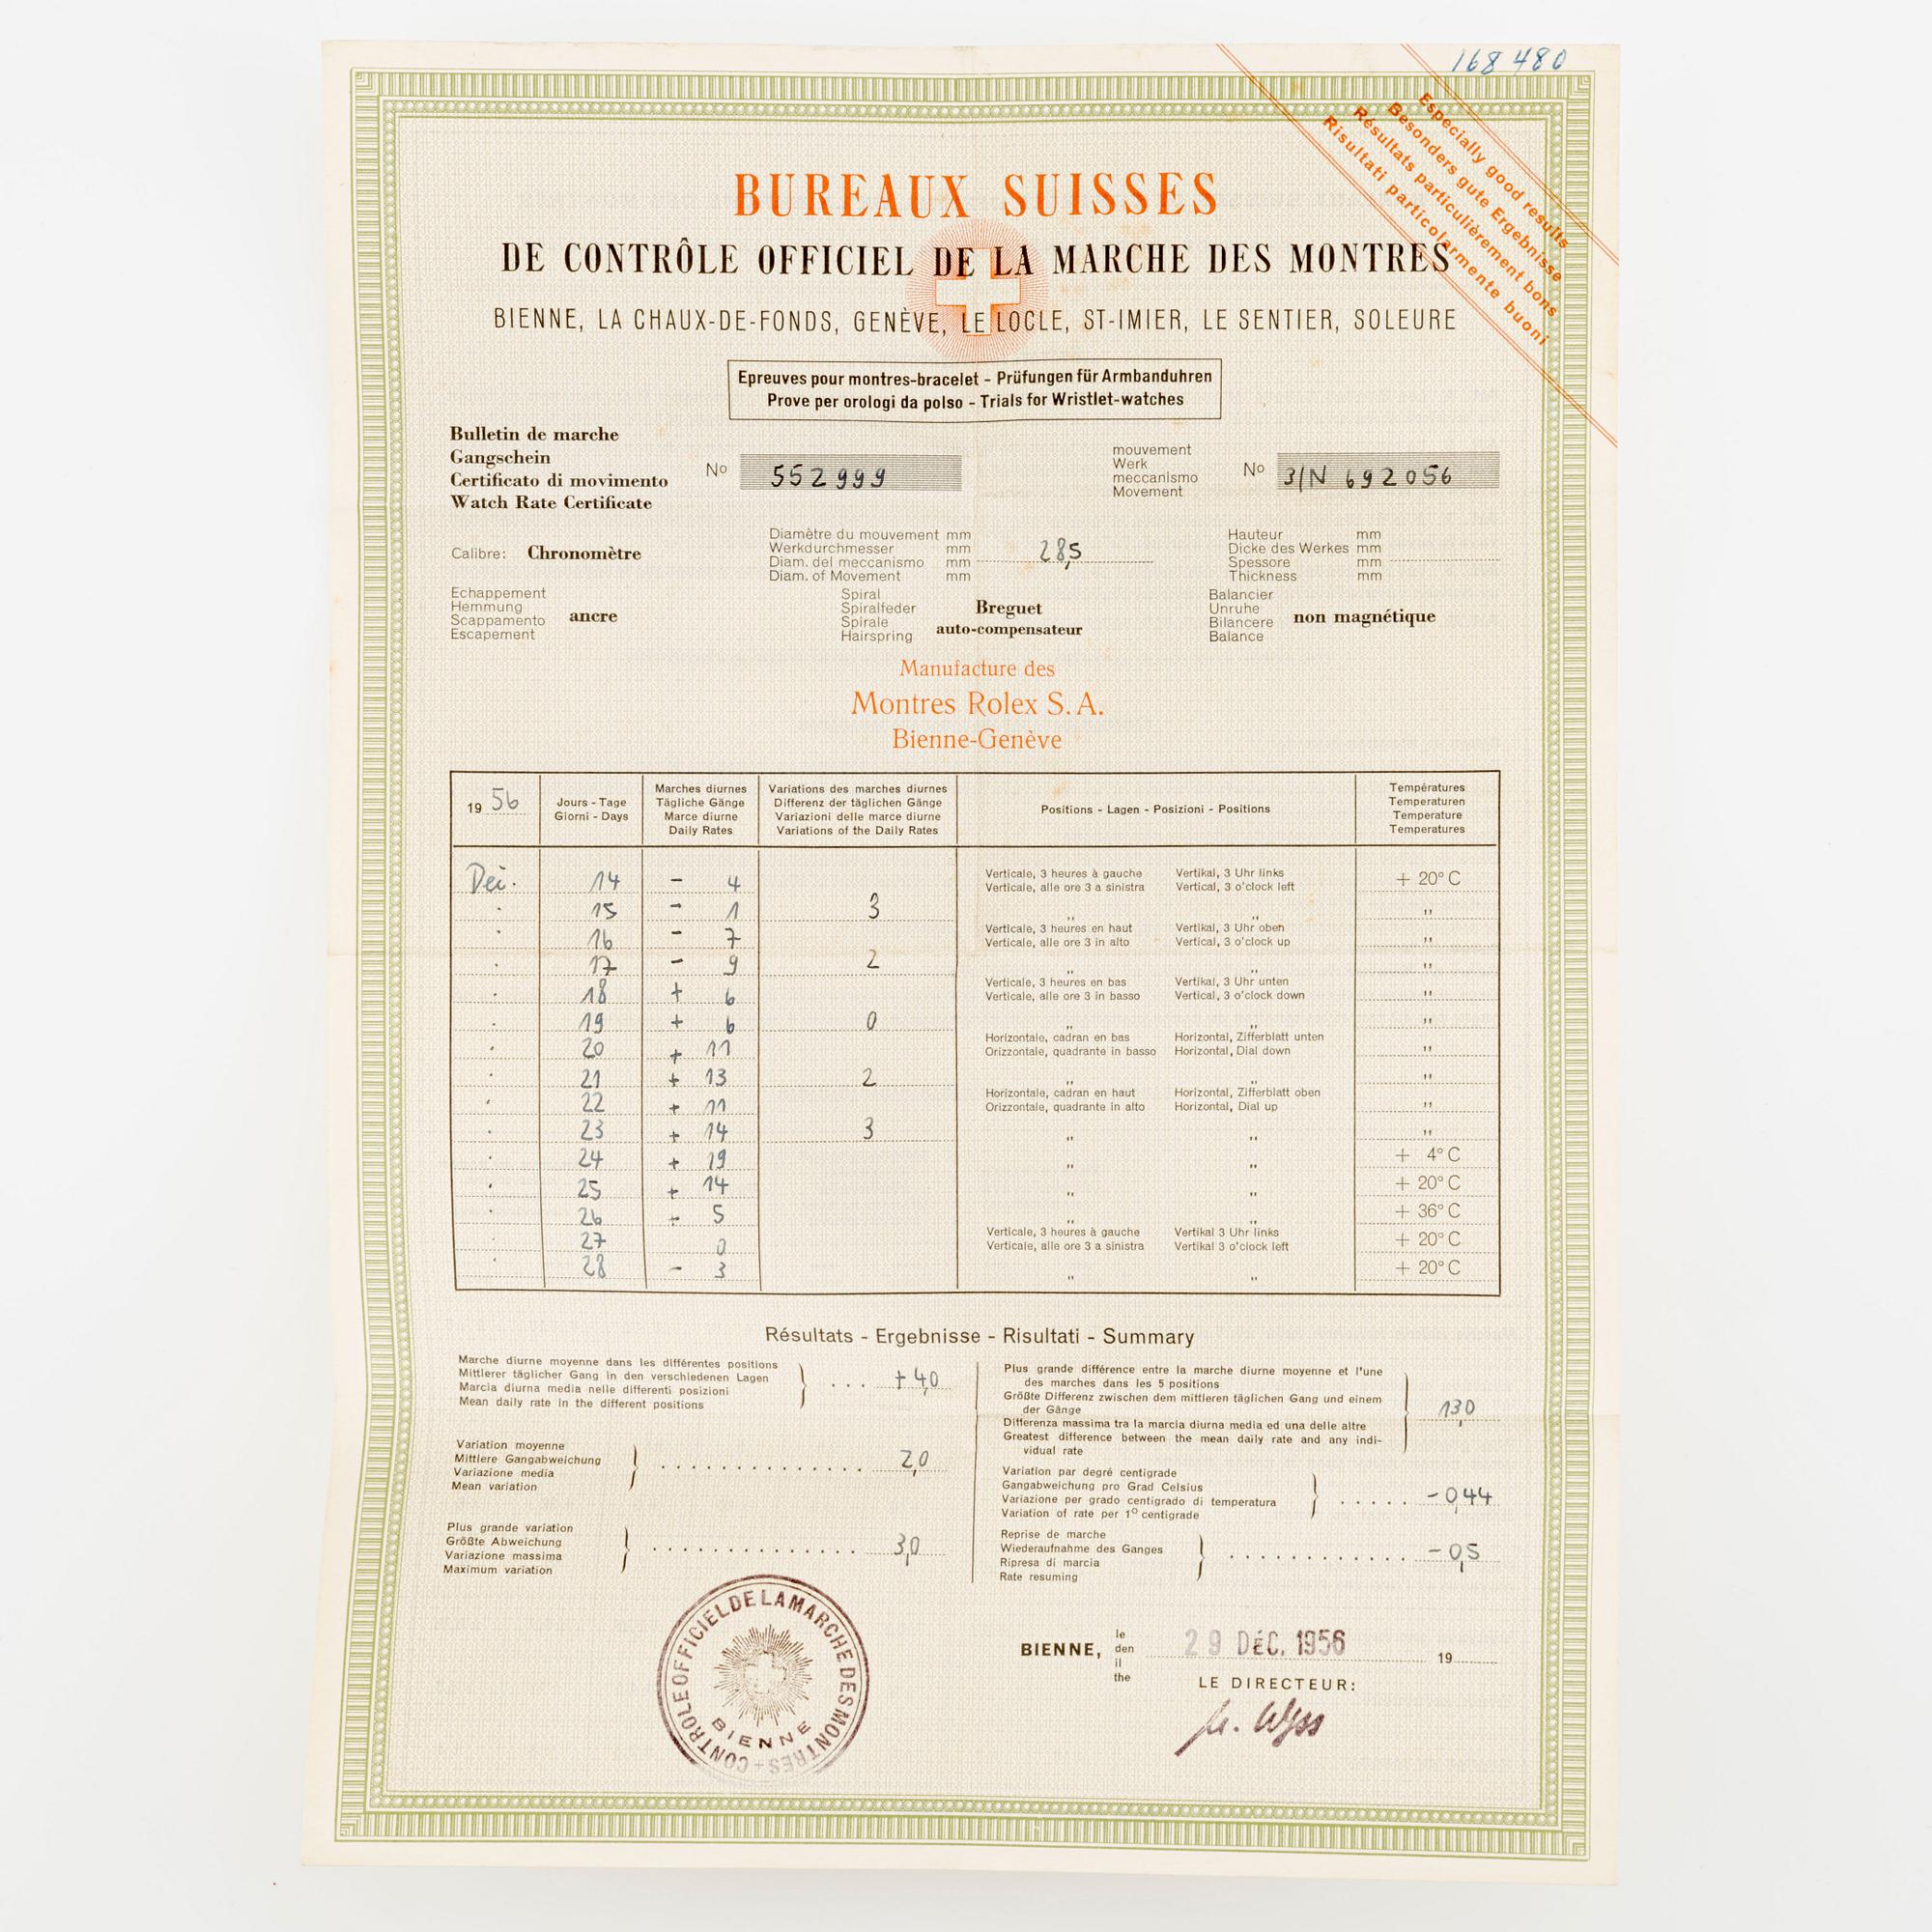 168 480
Especially good results
Besonders gute Ergebnisse
Résultats particulièrement bons
Risultati particolarmente buoni
BUREAUX SUISSES
DE CONTRÔLE OFFICIEL DE LA MARCHE DES MONTRES
BIENNE, LA CHAUX-DE-FONDS, GENÈVE, LE LOCLE, ST-IMIER, LE SENTIER, SOLEURE
Epreuves pour montres-bracelet - Prüfungen für Armbanduhren
Prove per orologi da polso - Trials for Wristlet-watches
Bulletin de marche
Gangschein
Certificato di movimento
Watch Rate Certificate
No 552999
mouvement
Werk
meccanismo
Movement
No 31N 692056
Calibre: Chronomètre
Diamètre du mouvement mm
Werkdurchmesser mm
Diam. del meccanismo mm
Diam. of Movement mm
28,5
Hauteur mm
Dicke des Werkes mm
Spessore mm
Thickness mm
Echappement
Hemmung
Scappamento
Escapement
ancre
Spiral
Spiralfeder
Spirale
Hairspring
Breguet
auto-compensateur
Balancier
Unruhe
Bilancere
Balance
non magnétique
Manufacture des
Montres Rolex S. A.
Bienne-Genève
19 56
Jours - Tage
Giorni - Days
Marches diurnes
Tägliche Gänge
Marce diurne
Daily Rates
Variations des marches diurnes
Differenz der täglichen Gänge
Variazioni delle marce diurne
Variations of the Daily Rates
Positions - Lagen - Posizioni - Positions
Températures
Temperaturen
Temperature
Temperatures
Dei. 14 - 4 Verticale, 3 heures à gauche Vertikal, 3 Uhr links + 20° C
Verticale, alle ore 3 a sinistra Vertical, 3 o'clock left
15 - 1 3 „ „ „
16 - 7 Verticale, 3 heures en haut Vertikal, 3 Uhr oben „
Verticale, alle ore 3 in alto Vertical, 3 o'clock up
17 - 9 2 „ „ „
18 + 6 Verticale, 3 heures en bas Vertikal, 3 Uhr unten „
Verticale, alle ore 3 in basso Vertical, 3 o'clock down
19 + 6 0 „ „ „
20 + 11 Horizontale, cadran en bas Horizontal, Zifferblatt unten „
Orizzontale, quadrante in basso Horizontal, Dial down
21 + 13 2 „ „ „
22 + 11 Horizontale, cadran en haut Horizontal, Zifferblatt oben „
Orizzontale, quadrante in alto Horizontal, Dial up
23 + 14 3 „ „ „
24 + 19 „ „ + 4° C
25 + 14 „ „ + 20° C
26 + 5 „ + 36° C
27 0 Verticale, 3 heures à gauche Vertikal 3 Uhr links + 20° C
Verticale, alle ore 3 a sinistra Vertikal 3 o'clock left
28 - 3 „ „ + 20° C
Résultats - Ergebnisse - Risultati - Summary
Marche diurne moyenne dans les différentes positions
Mittlerer täglicher Gang in den verschiedenen Lagen
Marcia diurna media nelle differenti posizioni
Mean daily rate in the different positions
+ 4,0
Variation moyenne
Mittlere Gangabweichung
Variazione media
Mean variation
2,0
Plus grande variation
Größte Abweichung
Variazione massima
Maximum variation
3,0
Plus grande différence entre la marche diurne moyenne et l'une
des marches dans les 5 positions
Größte Differenz zwischen dem mittleren täglichen Gang und einem
der Gänge
Differenza massima tra la marcia diurna media ed una delle altre
Greatest difference between the mean daily rate and any indi-
vidual rate
13,0
Variation par degré centigrade
Gangabweichung pro Grad Celsius
Variazione per grado centigrado di temperatura
Variation of rate per 1° centigrade
- 0,44
Reprise de marche
Wiederaufnahme des Ganges
Ripresa di marcia
Rate resuming
- 0,5
CONTROLE OFFICIEL DE LA MARCHE DES MONTRES
BIENNE
BIENNE,
le
den
il
the
29 DÉC. 1956
19
LE DIRECTEUR:
Wyss